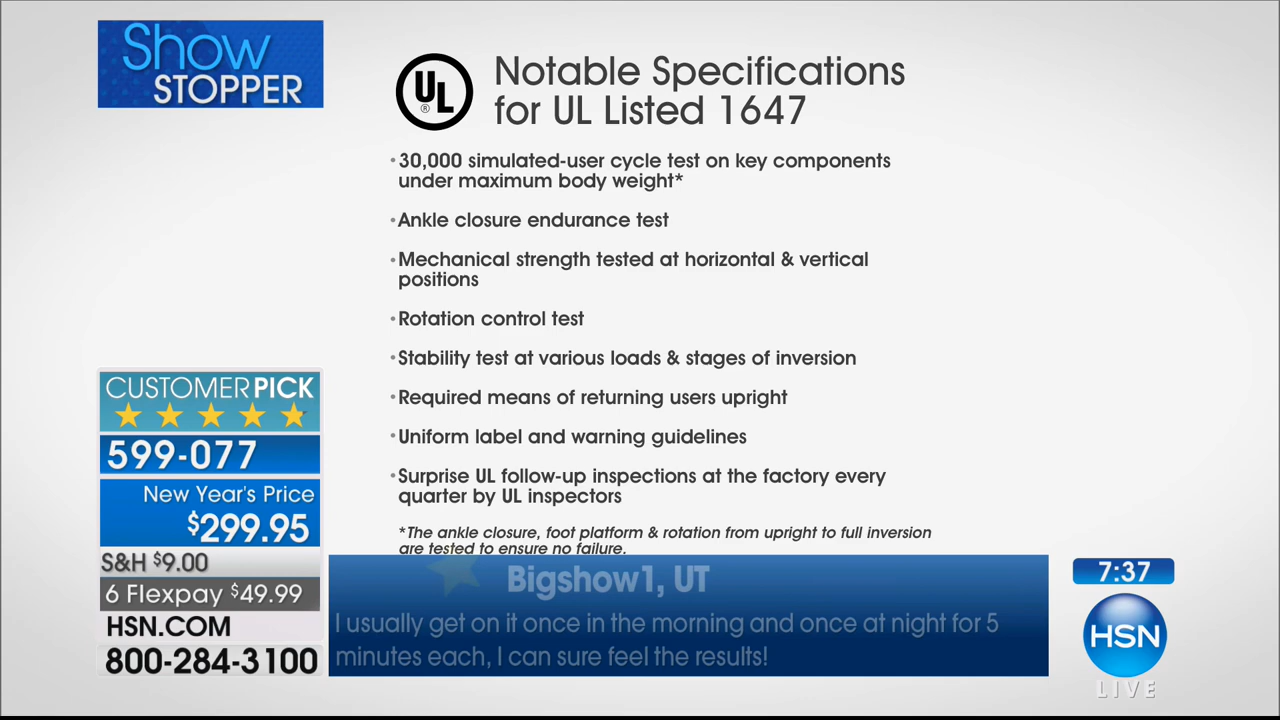 Show
STOPPER
UL
®
Notable Specifications
for UL Listed 1647
•30,000 simulated-user cycle test on key components
under maximum body weight*
•Ankle closure endurance test
•Mechanical strength tested at horizontal & vertical
positions
•Rotation control test
•Stability test at various loads & stages of inversion
•Required means of returning users upright
•Uniform label and warning guidelines
•Surprise UL follow-up inspections at the factory every
quarter by UL inspectors
*The ankle closure, foot platform & rotation from upright to full inversion
are tested to ensure no failure.
CUSTOMER PICK
599-077
New Year's Price
$299.95
S&H $9.00
6 Flexpay $49.99
HSN.COM
800-284-3100
Bigshow1, UT
I usually get on it once in the morning and once at night for 5
minutes each, I can sure feel the results!
7:37
HSN
LIVE